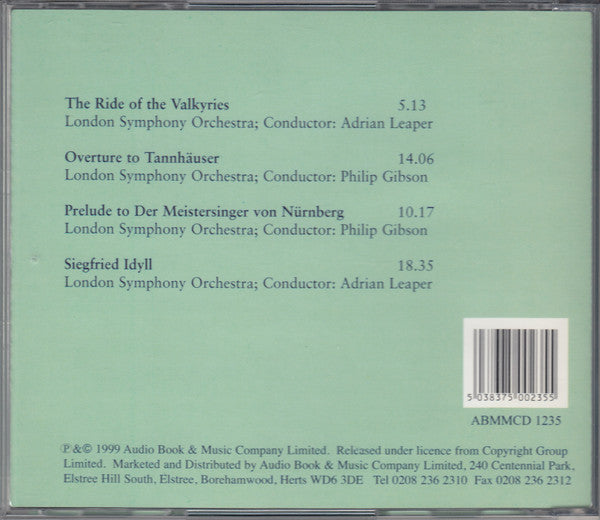 The Ride of the Valkyries 5.13
London Symphony Orchestra; Conductor: Adrian Leaper
Overture to Tannhäuser 14.06
London Symphony Orchestra; Conductor: Philip Gibson
Prelude to Der Meistersinger von Nürnberg 10.17
London Symphony Orchestra; Conductor: Philip Gibson
Siegfried Idyll 18.35
London Symphony Orchestra; Conductor: Adrian Leaper
5 038375 002355
ABMMCD 1235
℗&© 1999 Audio Book & Music Company Limited. Released under licence from Copyright Group
Limited. Marketed and Distributed by Audio Book & Music Company Limited, 240 Centennial Park,
Elstree Hill South, Elstree, Borehamwood, Herts WD6 3DE Tel 0208 236 2310 Fax 0208 236 2312